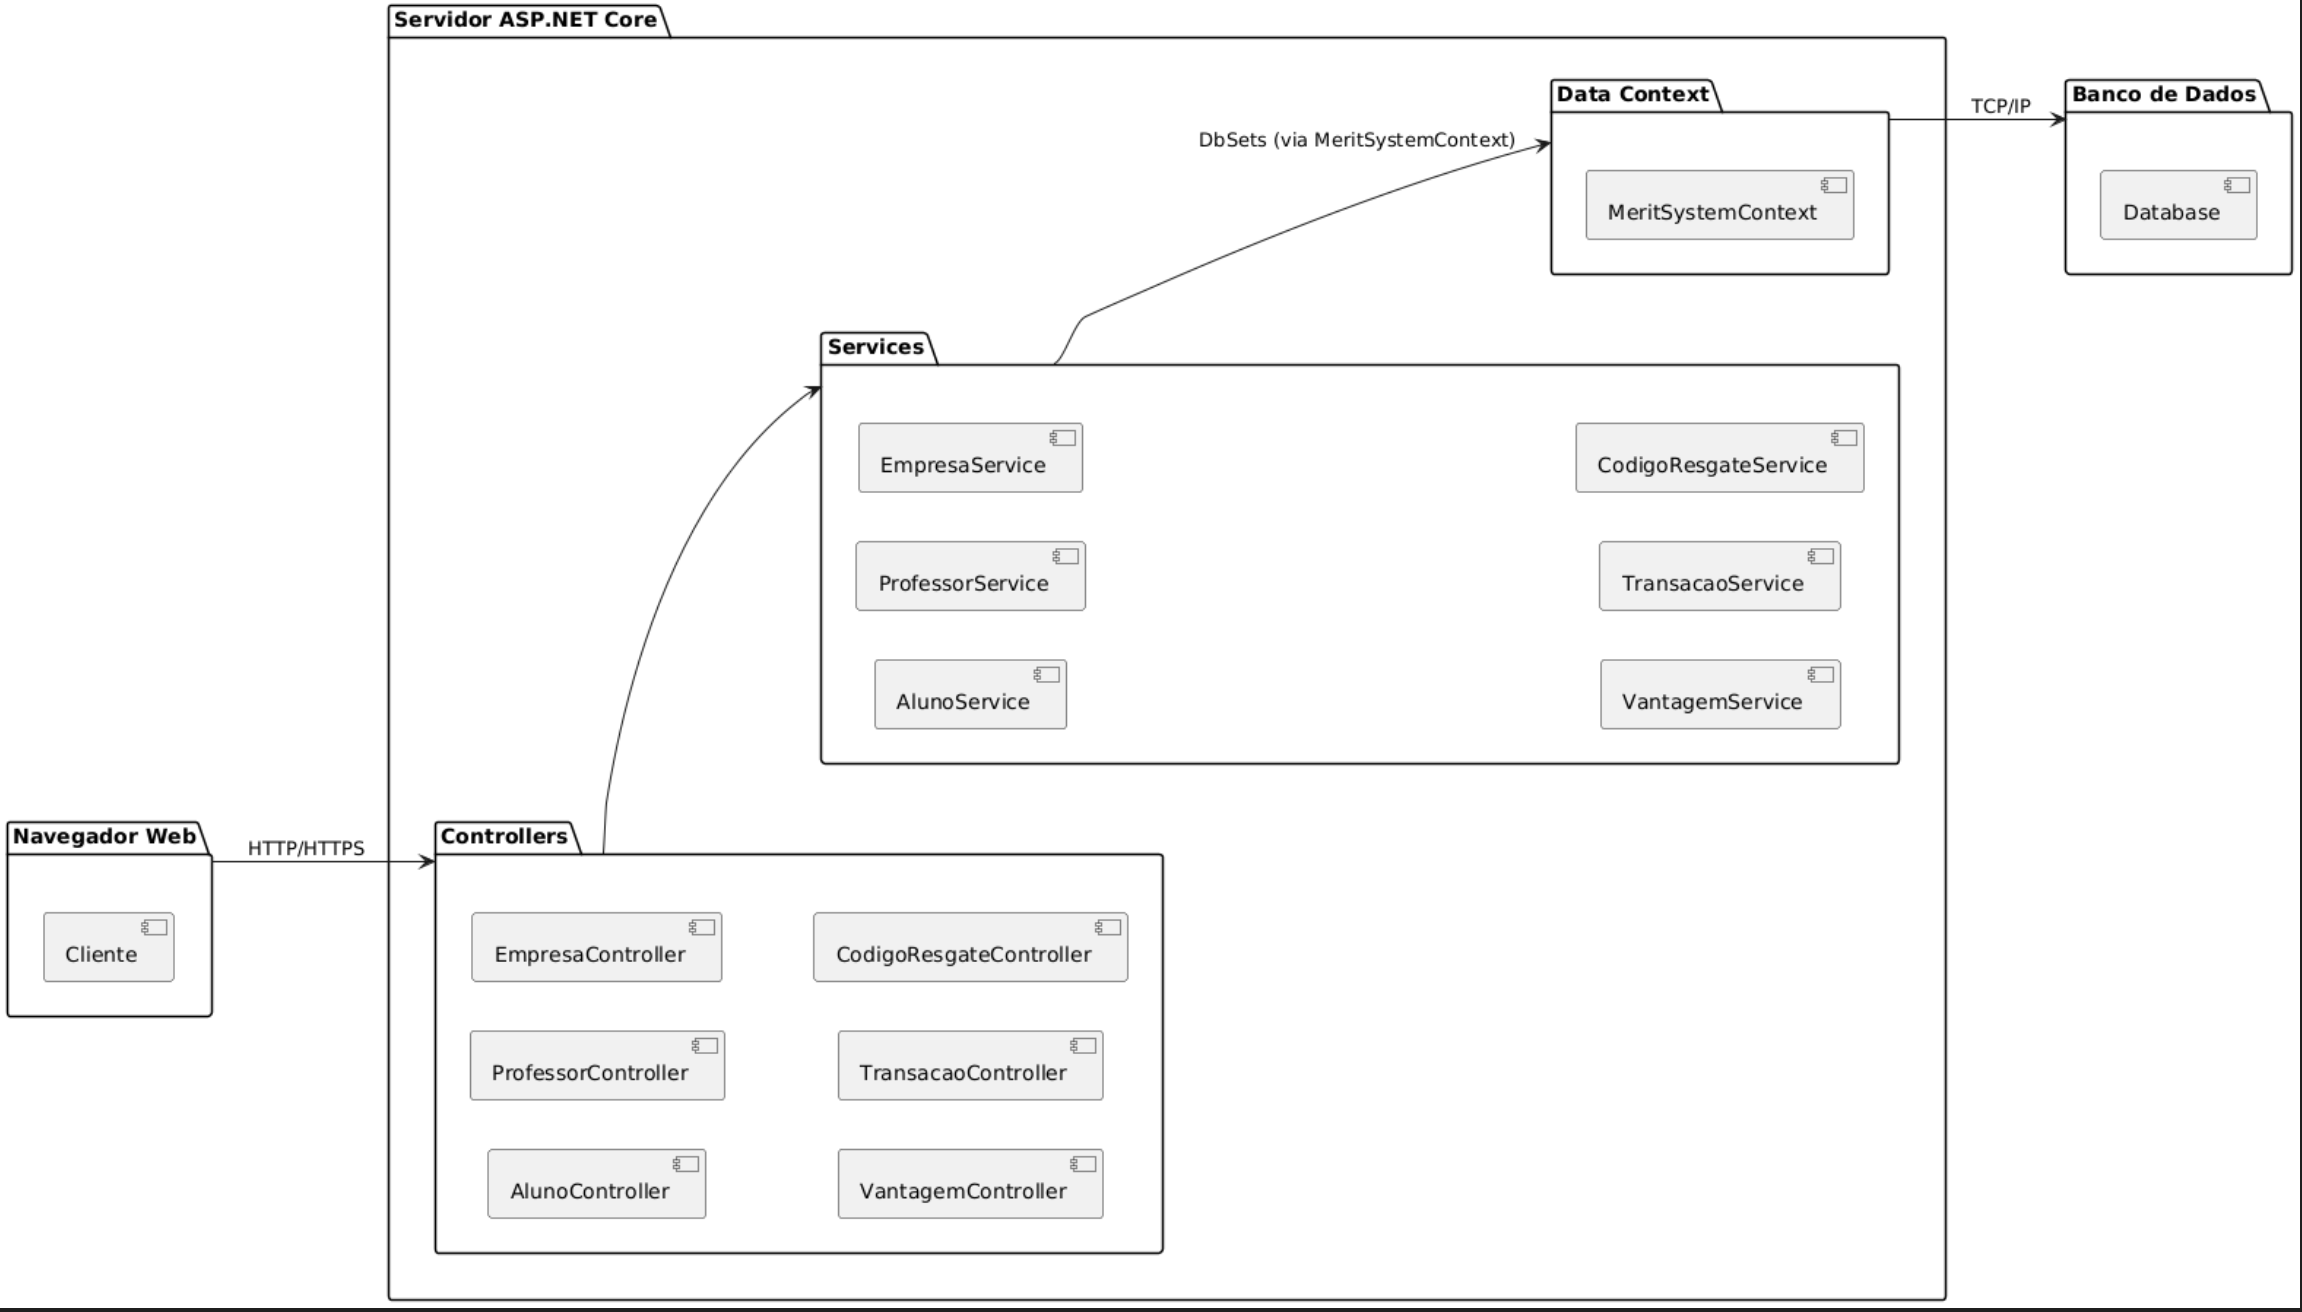 Servidor ASP.NET Core
Data Context
Banco de Dados
TCP/IP
DbSets (via MeritSystemContext)
MeritSystemContext
Database
Services
EmpresaService
CodigoResgateService
ProfessorService
TransacaoService
AlunoService
VantagemService
Navegador Web
HTTP/HTTPS
Controllers
Cliente
EmpresaController
CodigoResgateController
ProfessorController
TransacaoController
AlunoController
VantagemController